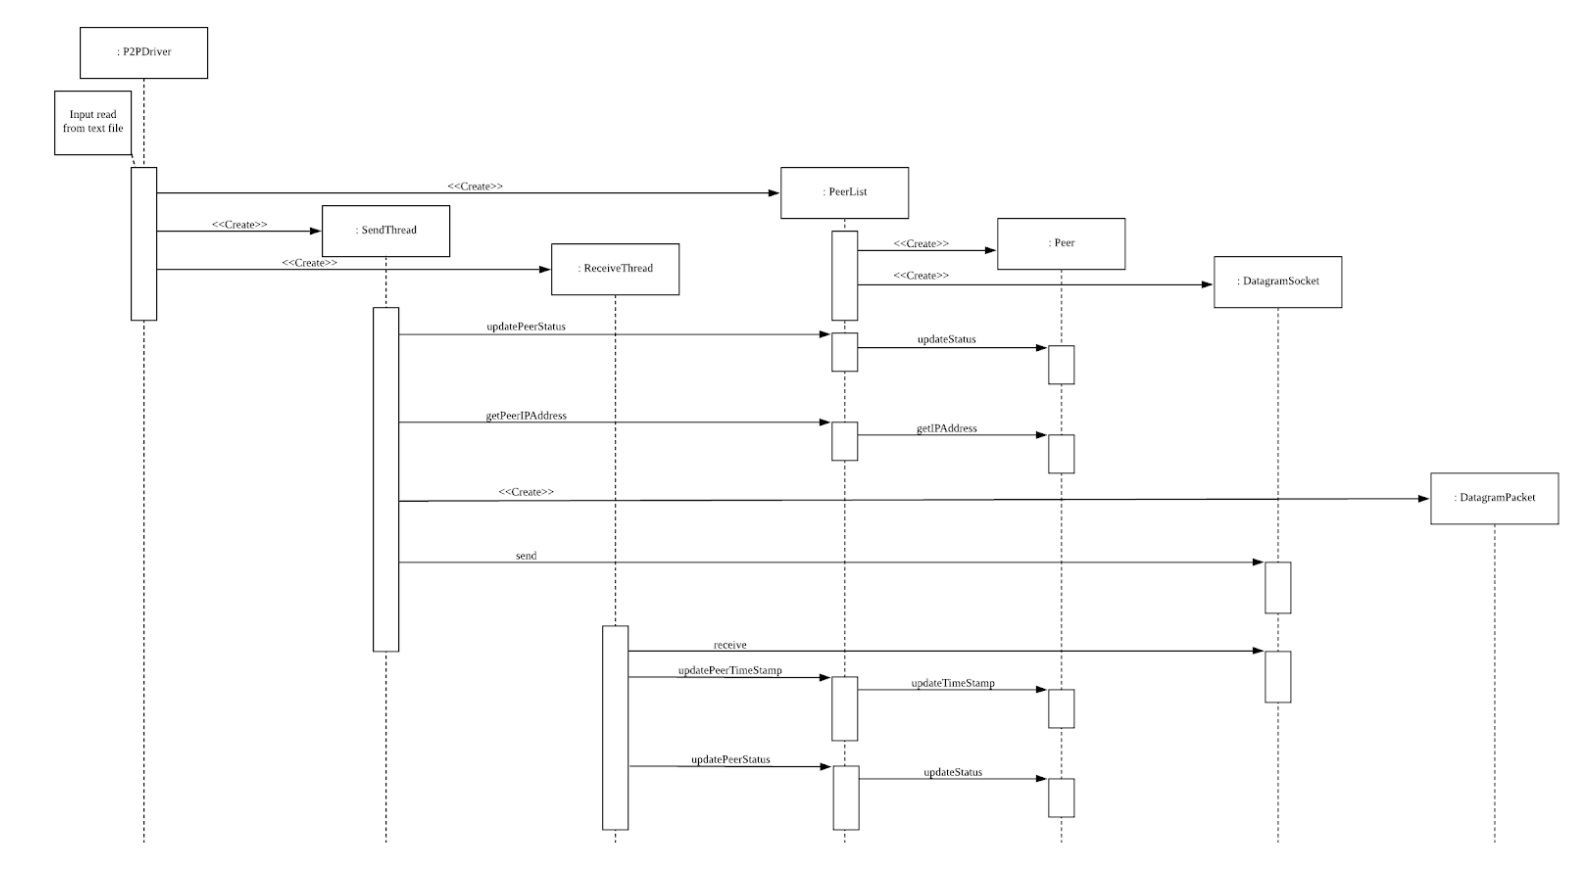 : P2PDriver
Input read
from text file
<<Create>>
: PeerList
<<Create>>
: SendThread
<<Create>>
: Peer
<<Create>>
: ReceiveThread
<<Create>>
: DatagramSocket
updatePeerStatus
updateStatus
getPeerIPAddress
getIPAddress
<<Create>>
: DatagramPacket
send
receive
updatePeerTimeStamp
updateTimeStamp
updatePeerStatus
updateStatus